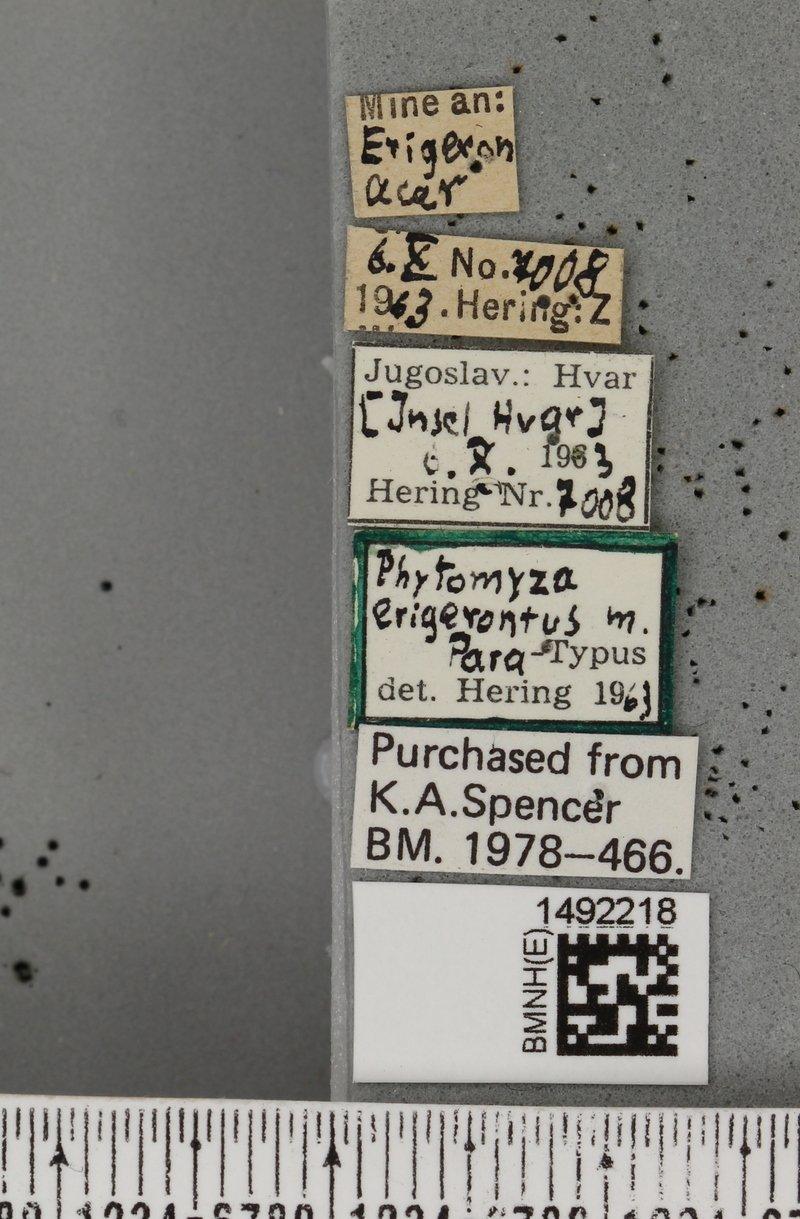 Mine an:
Erigeron
acer
6.X No. 7008
1963. Hering: Z
Jugoslav.: Hvar
[Insel Hvar]
6. X. 1963
Hering Nr. 7008
Phytomyza
erigerontus m.
Para-Typus
det. Hering 1963
Purchased from
K.A.Spencer
BM. 1978–466.
1492218
BMNH(E)